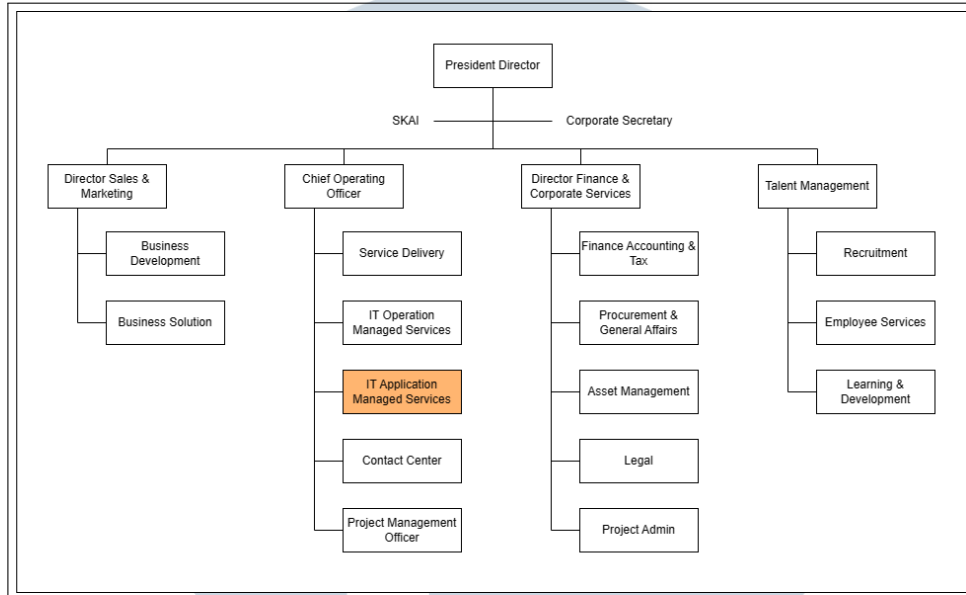 President Director
SKAI
Corporate Secretary
Director Sales &
Marketing
Chief Operating
Officer
Director Finance &
Corporate Services
Talent Management
Business
Development
Business Solution
Service Delivery
IT Operation
Managed Services
IT Application
Managed Services
Contact Center
Project Management
Officer
Finance Accounting &
Tax
Procurement &
General Affairs
Asset Management
Legal
Project Admin
Recruitment
Employee Services
Learning &
Development